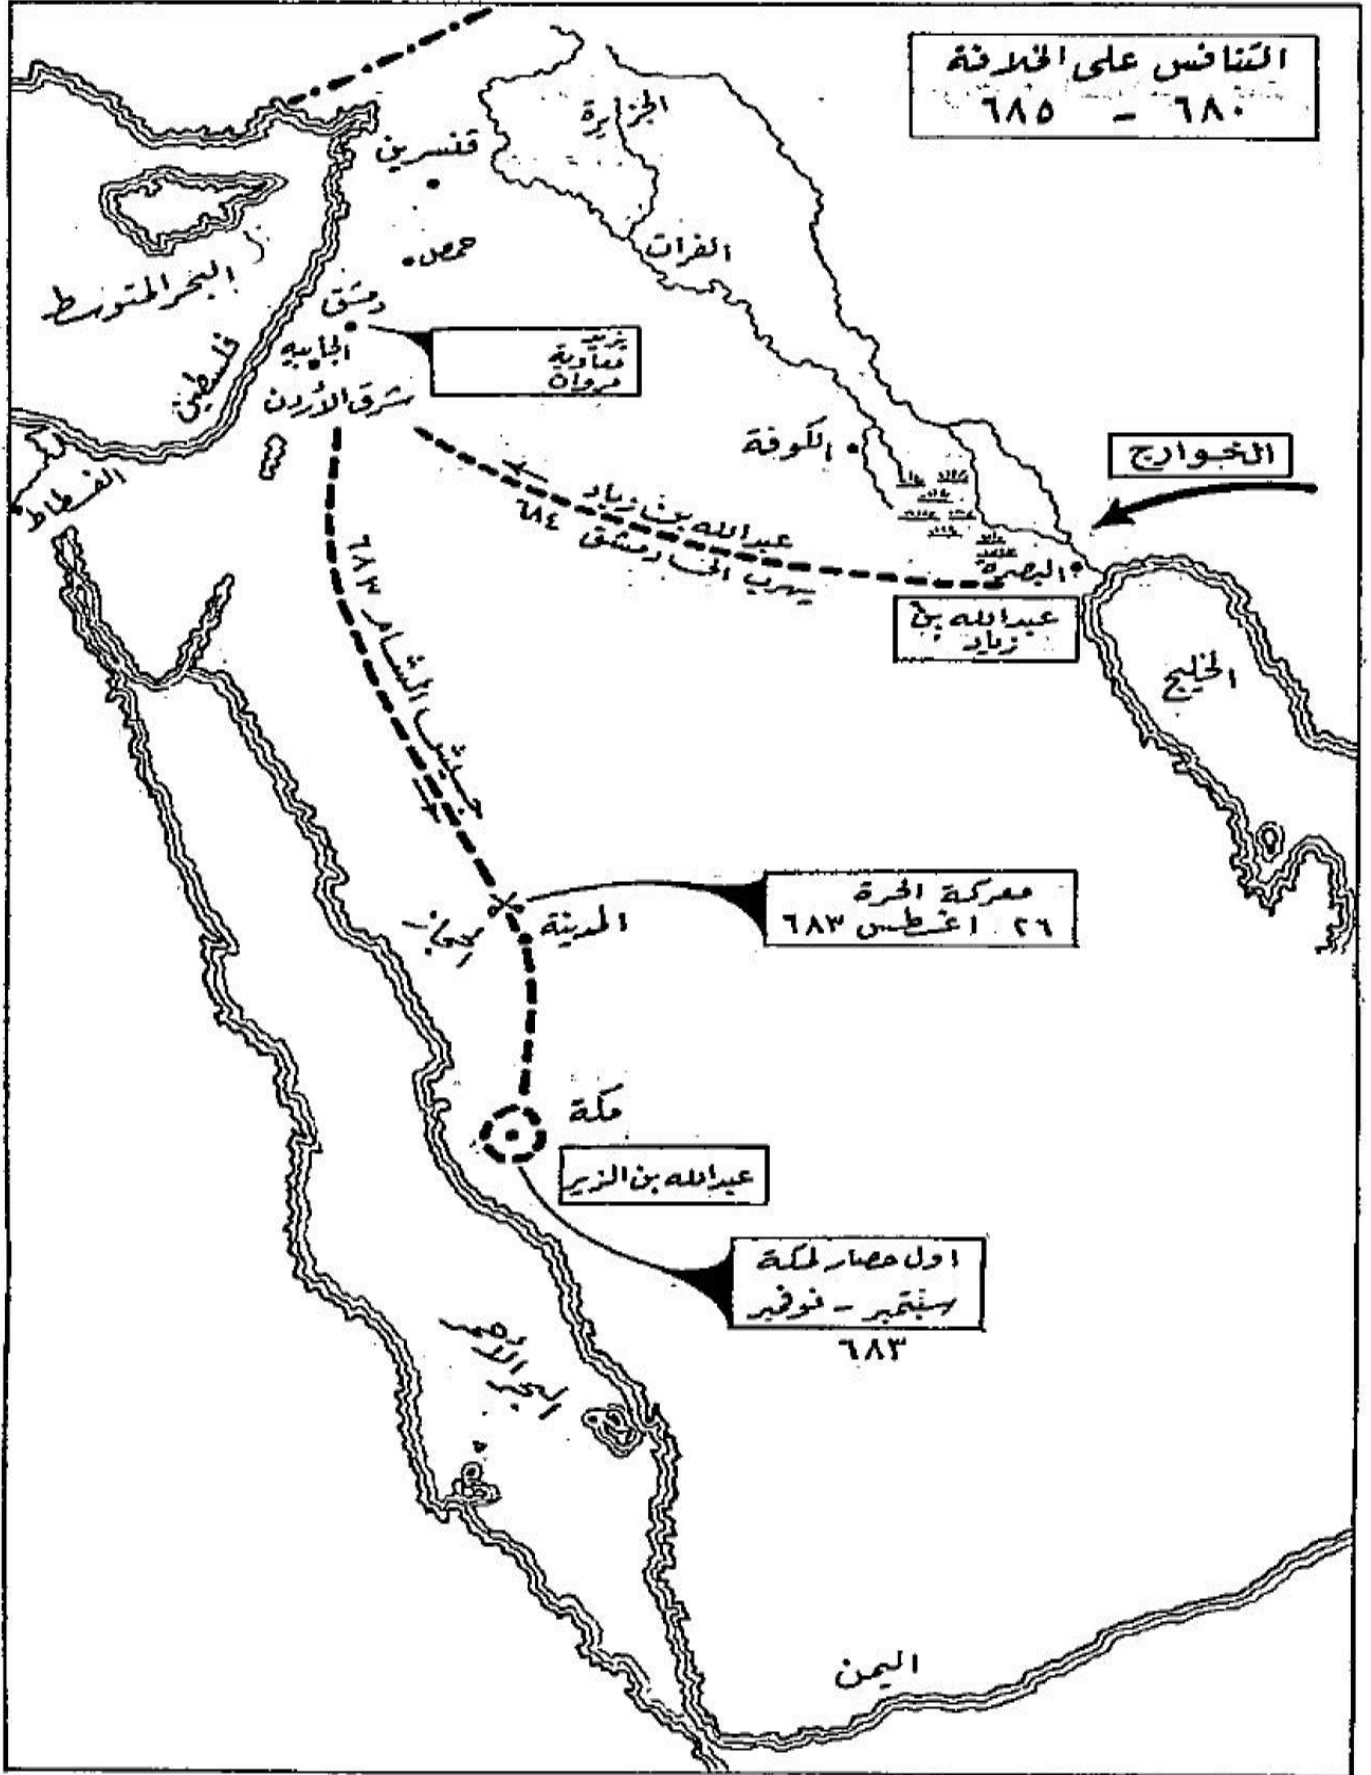 التنافس على الخلافة
٦٨٠ - ٦٨٥
الجزيرة
قنسرين
حمص
الفرات
البحر المتوسط
دمشق
الجابيه
فلسطين
شرق الأردن
يزيد
معاوية
مروان
الكوفة
الخوارج
الفسطاط
عبدالله بن زياد
يهرب الى دمشق ٦٨٤
البصرة
عبدالله بن
زياد
الخليج
جيش الشام ٦٨٣
معركة الحرة
٢٦ اغسطس ٦٨٣
المدينة
الحجاز
مكة
عبدالله بن الزبير
اول حصار لمكة
سبتمبر - نوفمبر
٦٨٣
البحر الأحمر
اليمن